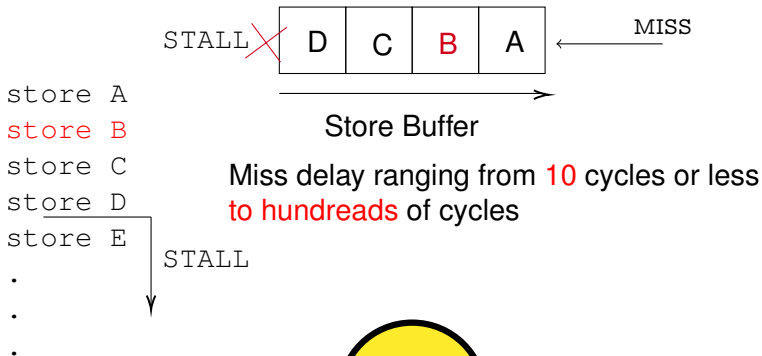 STALL D C B A MISS
Store Buffer
store A
store B
store C
store D
store E
.
.
.
STALL
Miss delay ranging from 10 cycles or less
to hundreads of cycles